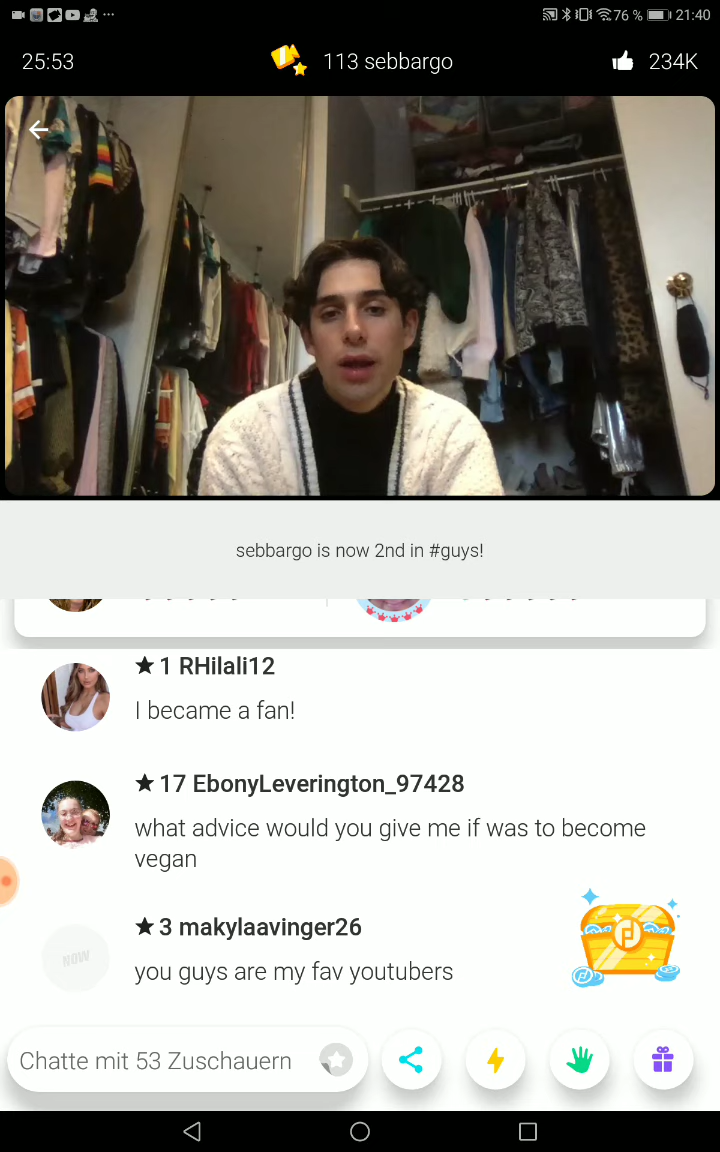 76 % 21:40
25:53 113 sebbargo 234K
sebbargo is now 2nd in #guys!
1 RHilali12
I became a fan!
17 EbonyLeverington_97428
what advice would you give me if was to become
vegan
3 makylaavinger26
NOW
you guys are my fav youtubers
Chatte mit 53 Zuschauern